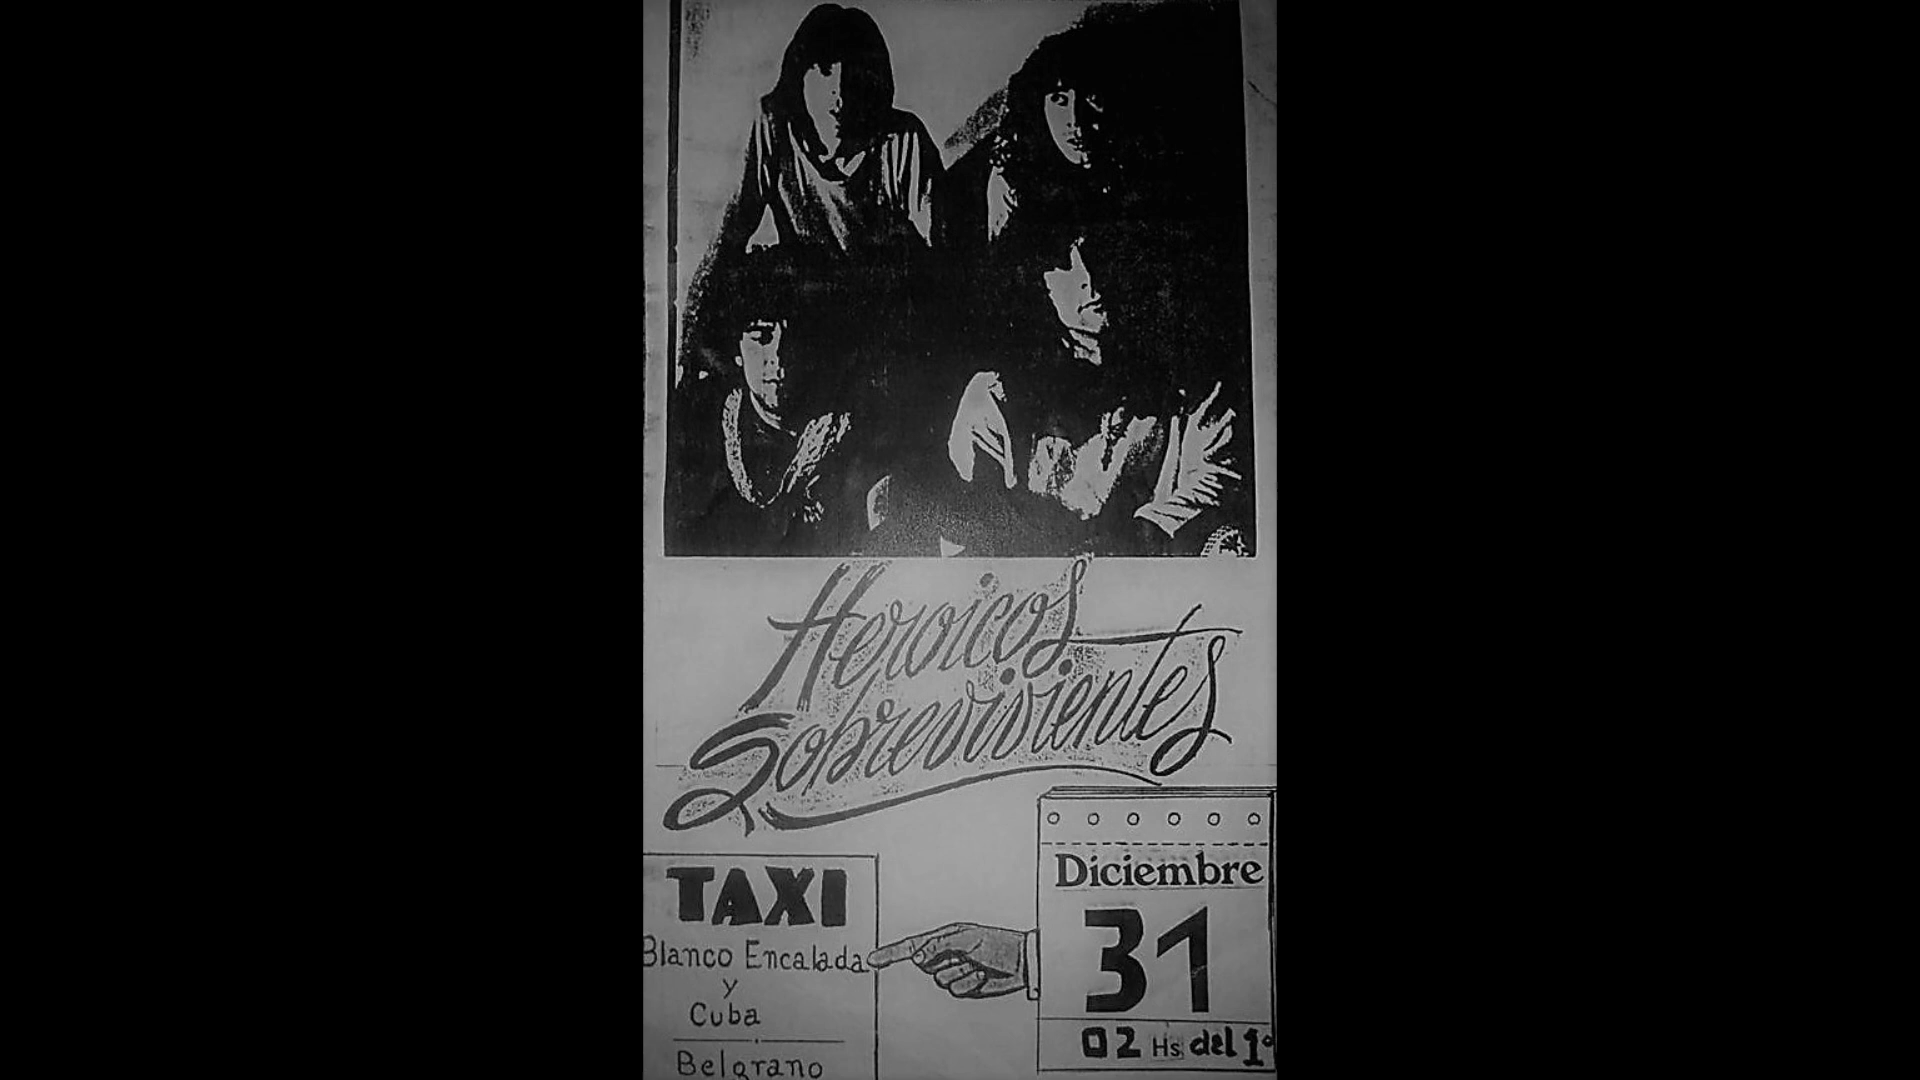 Heroicos
Sobrevivientes
TAXI
Blanco Encalada
y
Cuba
Belgrano
Diciembre
31
02 Hs del 1º